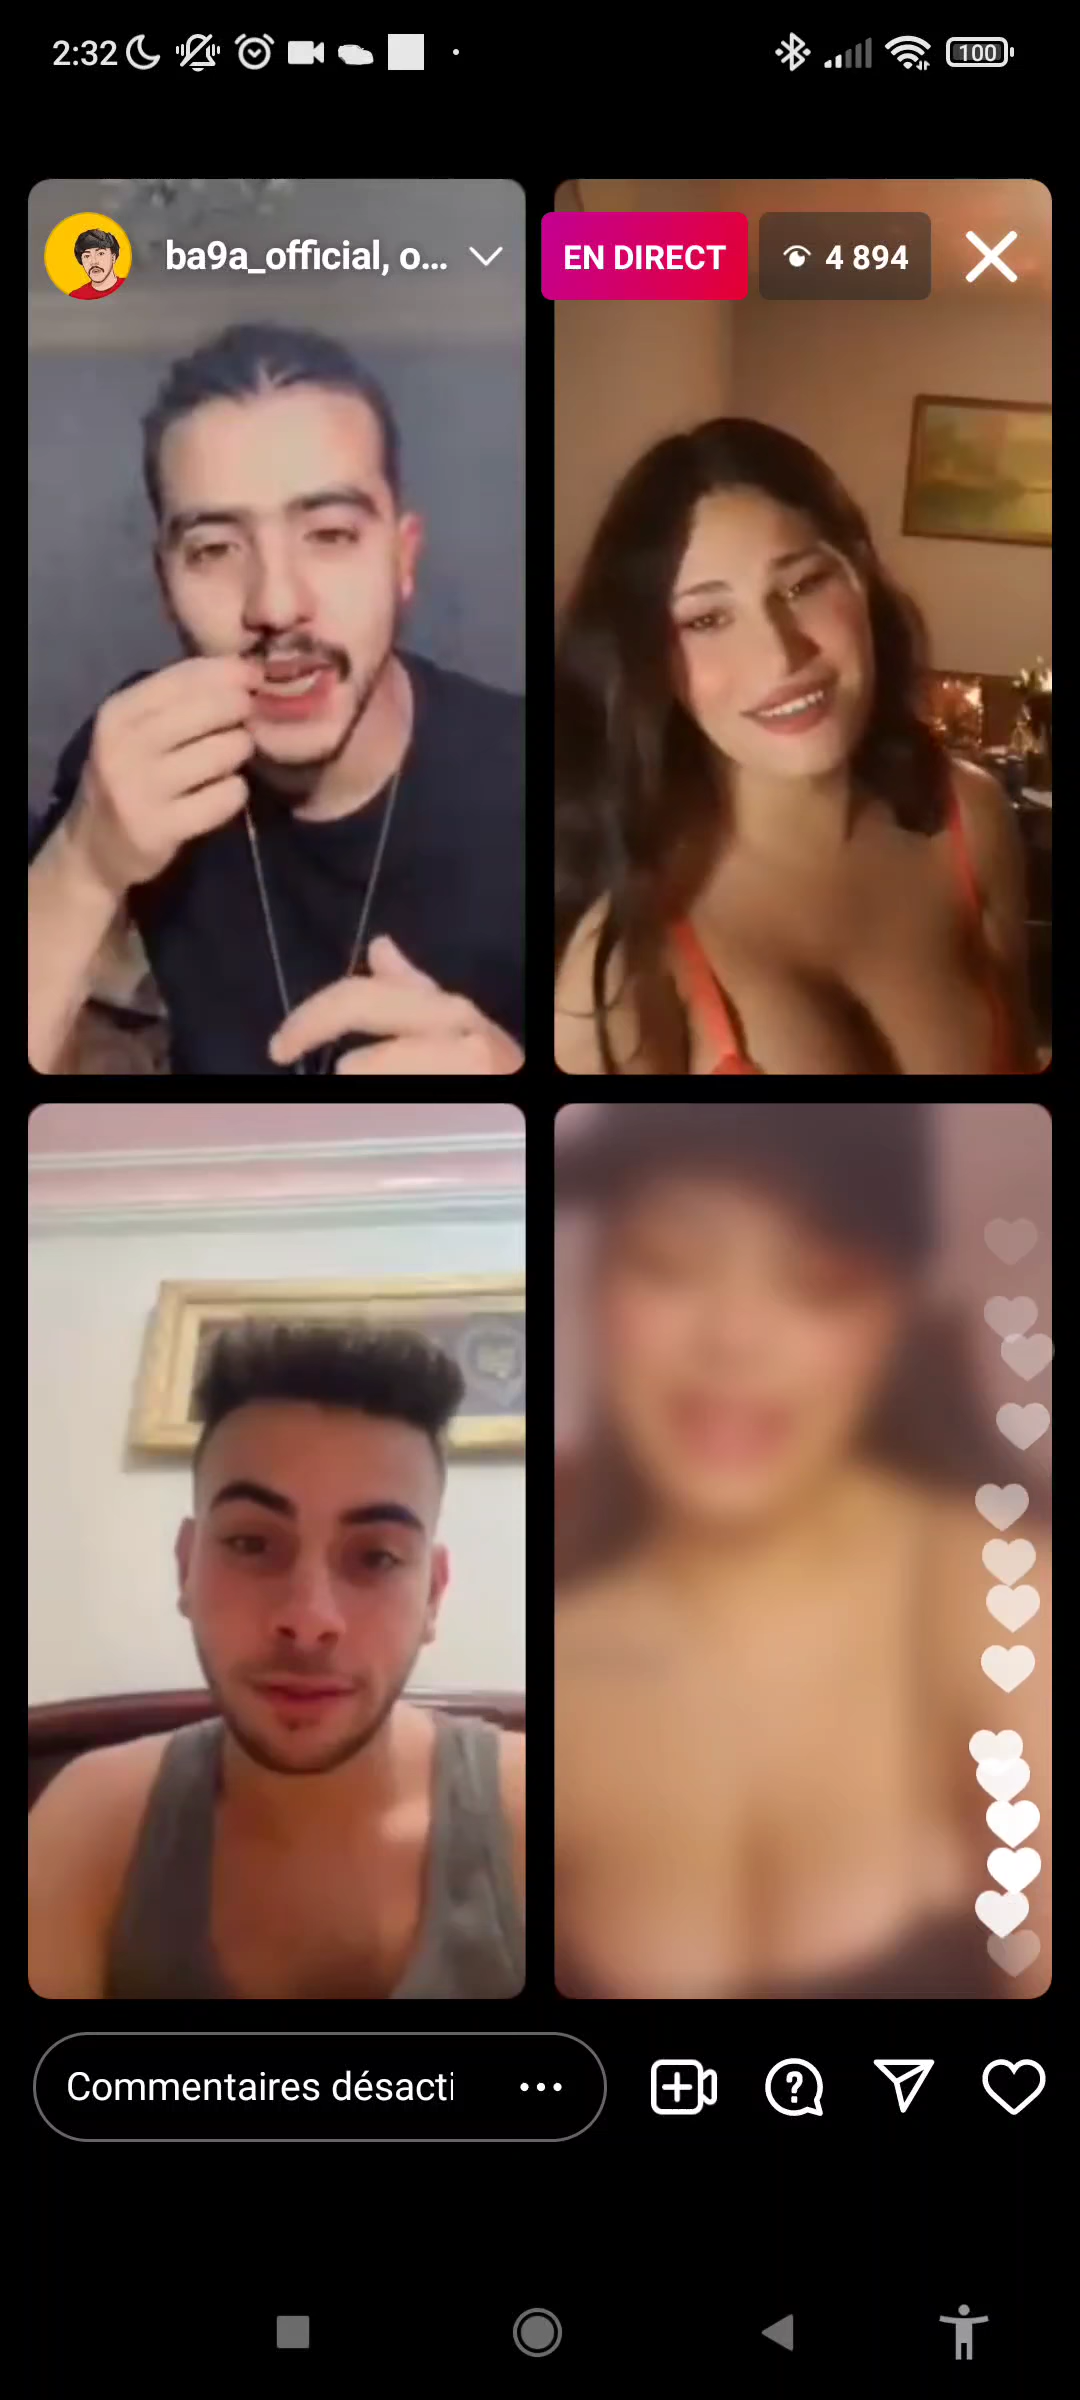 2:32
100
ba9a_official, o...
EN DIRECT
4 894
Commentaires désacti